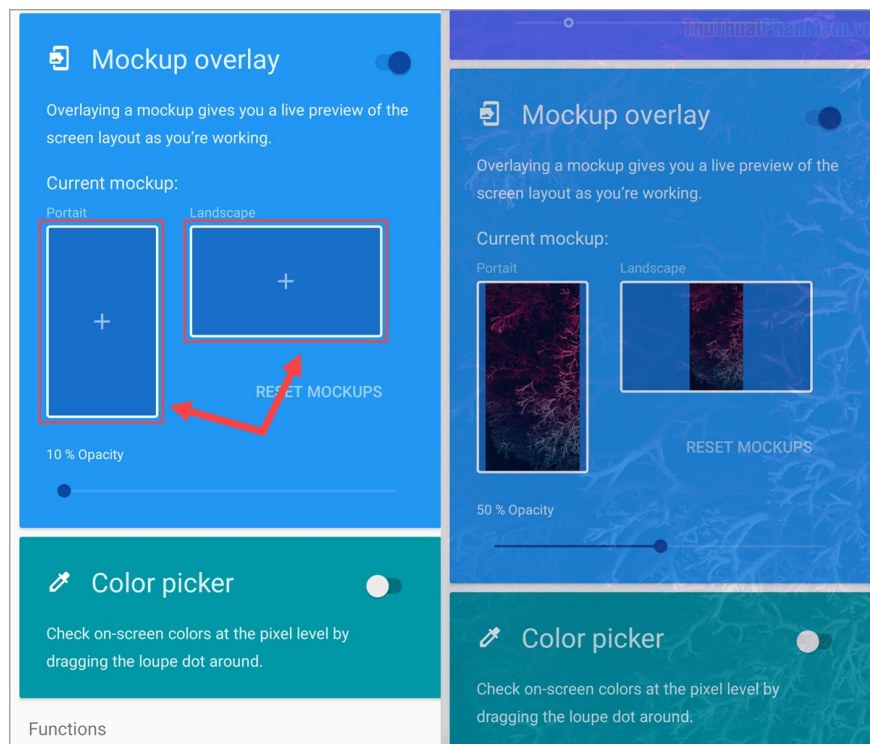 Mockup overlay
Overlaying a mockup gives you a live preview of the
screen layout as you're working.
Current mockup:
Portait
Landscape
RESET MOCKUPS
10 % Opacity
Color picker
Check on-screen colors at the pixel level by
dragging the loupe dot around.
Functions
ThuThuatPhanMem.vn
Mockup overlay
Overlaying a mockup gives you a live preview of the
screen layout as you're working.
Current mockup:
Portait
Landscape
RESET MOCKUPS
50 % Opacity
Color picker
Check on-screen colors at the pixel level by
dragging the loupe dot around.